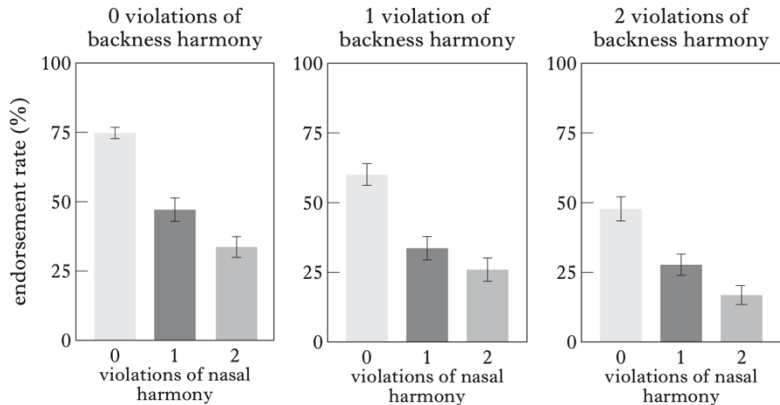 0 violations of
backness harmony
1 violation of
backness harmony
2 violations of
backness harmony
endorsement rate (%)
100
75
50
25
0
0 1 2
violations of nasal
harmony
100
75
50
25
0
0 1 2
violations of nasal
harmony
100
75
50
25
0
0 1 2
violations of nasal
harmony